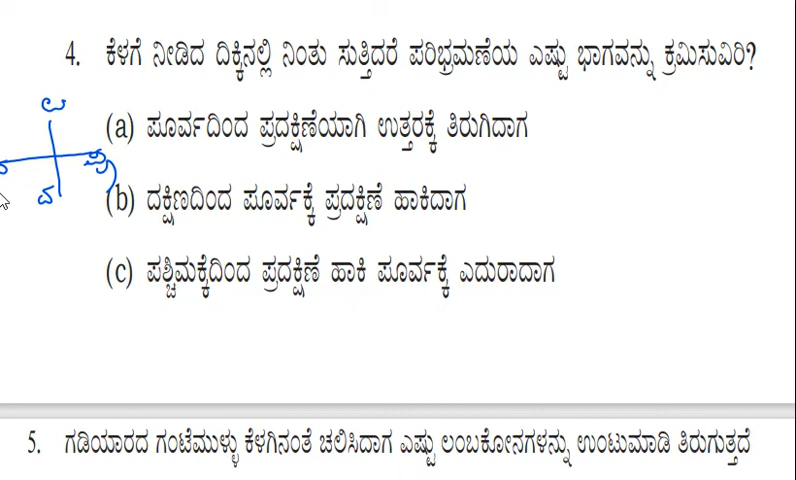 4. ಕೆಳಗೆ ನೀಡಿದ ದಿಕ್ಕಿನಲ್ಲಿ ನಿಂತು ಸುತ್ತಿದರೆ ಪರಿಭ್ರಮಣೆಯ ಎಷ್ಟು ಭಾಗವನ್ನು ಕ್ರಮಿಸುವಿರಿ?
ಉ
(a) ಪೂರ್ವದಿಂದ ಪ್ರದಕ್ಷಿಣೆಯಾಗಿ ಉತ್ತರಕ್ಕೆ ತಿರುಗಿದಾಗ
ಪೂ
ದ
(b) ದಕ್ಷಿಣದಿಂದ ಪೂರ್ವಕ್ಕೆ ಪ್ರದಕ್ಷಿಣೆ ಹಾಕಿದಾಗ
(c) ಪಶ್ಚಿಮಕ್ಕೆದಿಂದ ಪ್ರದಕ್ಷಿಣೆ ಹಾಕಿ ಪೂರ್ವಕ್ಕೆ ಎದುರಾದಾಗ
5. ಗಡಿಯಾರದ ಗಂಟೆಮುಳ್ಳು ಕೆಳಗಿನಂತೆ ಚಲಿಸಿದಾಗ ಎಷ್ಟು ಲಂಬಕೋನಗಳನ್ನು ಉಂಟುಮಾಡಿ ತಿರುಗುತ್ತದೆ